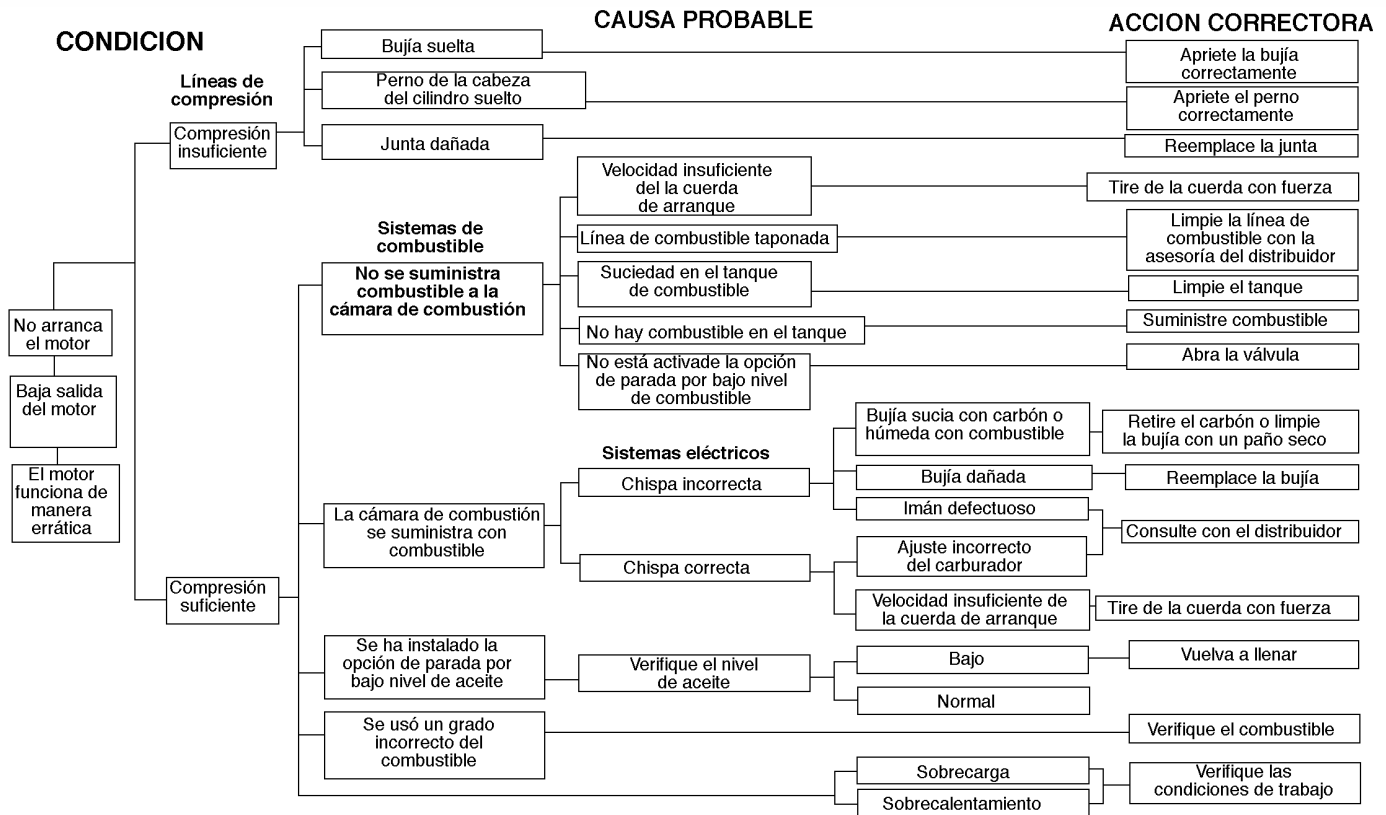 CONDICION
CAUSA PROBABLE
ACCION CORRECTORA
Líneas de
compresión
Compresión
insuficiente
Bujía suelta
Apriete la bujía
correctamente
Perno de la cabeza
del cilindro suelto
Apriete el perno
correctamente
Junta dañada
Reemplace la junta
No arranca
el motor
Baja salida
del motor
El motor
funciona de
manera
errática
Sistemas de
combustible
No se suministra
combustible a la
cámara de combustión
Velocidad insuficiente
del la cuerda
de arranque
Tire de la cuerda con fuerza
Línea de combustible taponada
Limpie la línea de
combustible con la
asesoría del distribuidor
Suciedad en el tanque
de combustible
Limpie el tanque
No hay combustible en el tanque
Suministre combustible
No está activade la opción
de parada por bajo nivel
de combustible
Abra la válvula
Compresión
suficiente
La cámara de combustión
se suministra con
combustible
Sistemas eléctricos
Chispa incorrecta
Bujía sucia con carbón o
húmeda con combustible
Retire el carbón o limpie
la bujía con un paño seco
Bujía dañada
Reemplace la bujía
Imán defectuoso
Consulte con el distribuidor
Chispa correcta
Ajuste incorrecto
del carburador
Velocidad insuficiente de
la cuerda de arranque
Tire de la cuerda con fuerza
Se ha instalado la
opción de parada por
bajo nivel de aceite
Verifique el nivel
de aceite
Bajo
Vuelva a llenar
Normal
Se usó un grado
incorrecto del
combustible
Verifique el combustible
Sobrecarga
Sobrecalentamiento
Verifique las
condiciones de trabajo